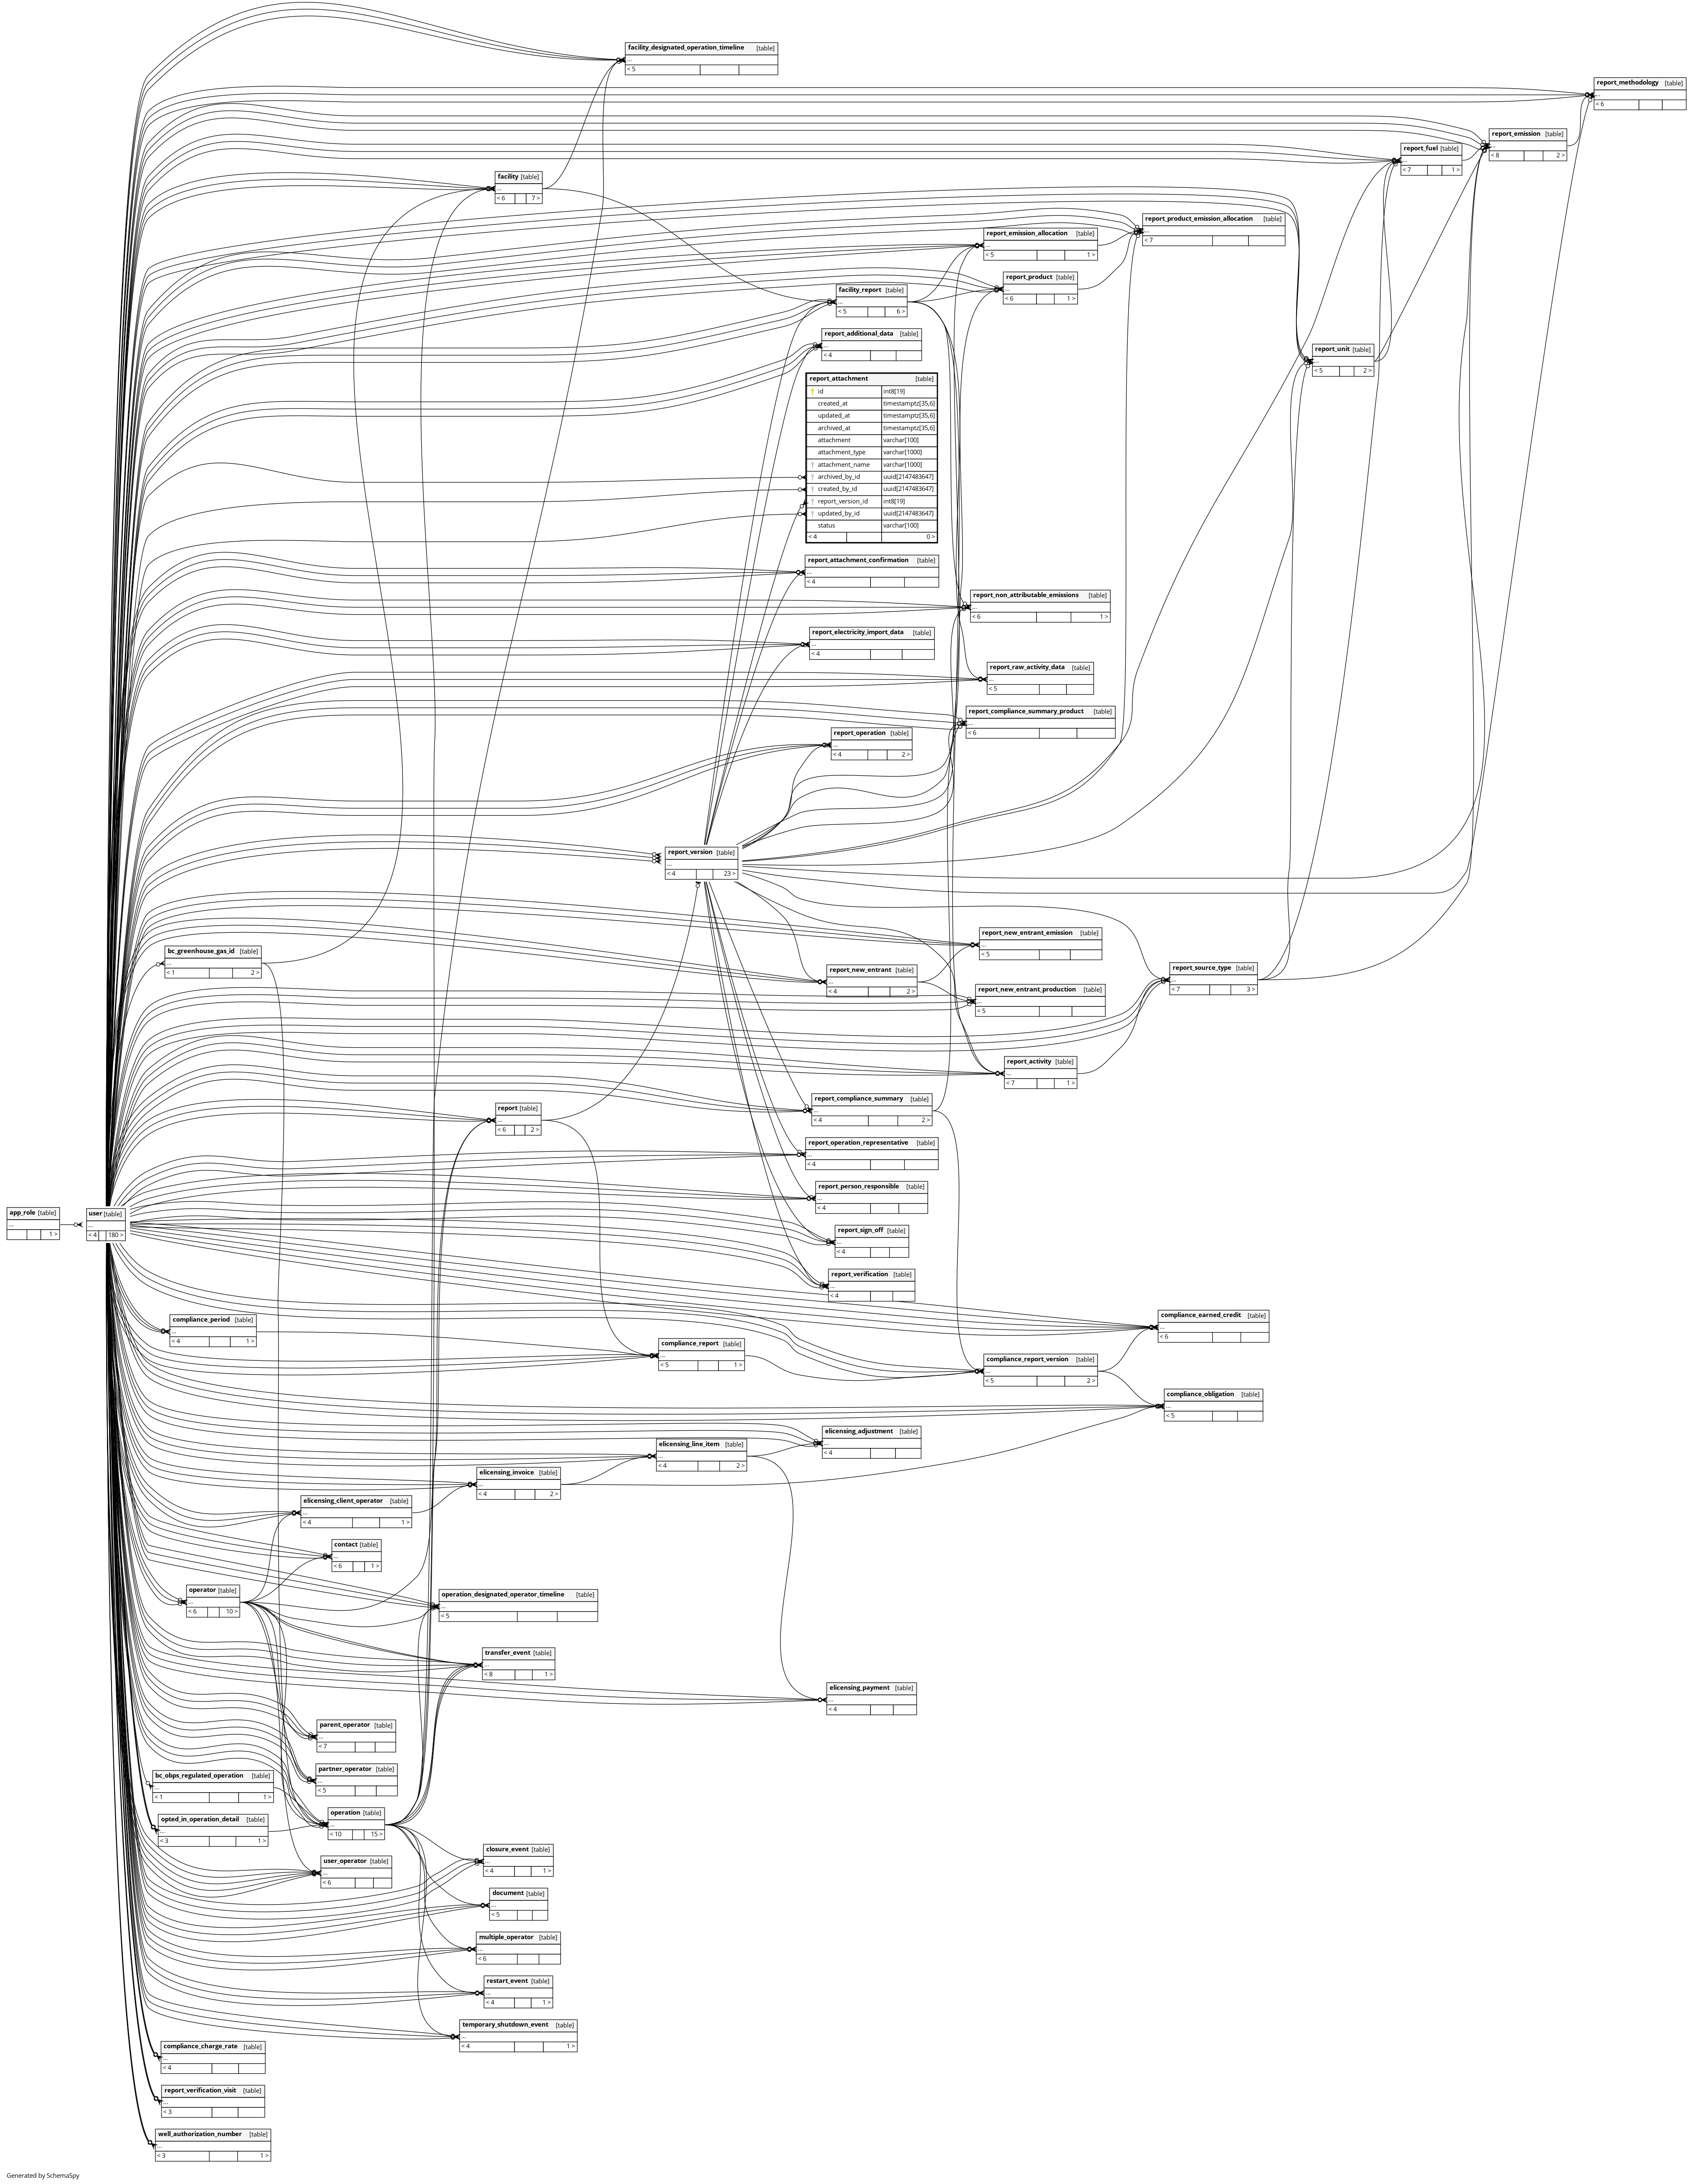 facility_designated_operation_timeline [table]
...
< 5
report_methodology [table]
...
< 6
report_emission [table]
...
< 8 2 >
report_fuel [table]
...
< 7 1 >
facility [table]
...
< 6 7 >
report_product_emission_allocation [table]
...
< 7
report_emission_allocation [table]
...
< 5 1 >
report_product [table]
...
< 6 1 >
facility_report [table]
...
< 5 6 >
report_additional_data [table]
...
< 4
report_unit [table]
...
< 5 2 >
report_attachment [table]
id int8[19]
created_at timestamptz[35,6]
updated_at timestamptz[35,6]
archived_at timestamptz[35,6]
attachment varchar[100]
attachment_type varchar[1000]
attachment_name varchar[1000]
archived_by_id uuid[2147483647]
created_by_id uuid[2147483647]
report_version_id int8[19]
updated_by_id uuid[2147483647]
status varchar[100]
< 4 0 >
report_attachment_confirmation [table]
...
< 4
report_non_attributable_emissions [table]
...
< 6 1 >
report_electricity_import_data [table]
...
< 4
report_raw_activity_data [table]
...
< 5
report_compliance_summary_product [table]
...
< 6
report_operation [table]
...
< 4 2 >
report_version [table]
...
< 4 23 >
report_new_entrant_emission [table]
...
< 5
bc_greenhouse_gas_id [table]
...
< 1 2 >
report_new_entrant [table]
...
< 4 2 >
report_source_type [table]
...
< 7 3 >
report_new_entrant_production [table]
...
< 5
report_activity [table]
...
< 7 1 >
report_compliance_summary [table]
...
< 4 2 >
report [table]
...
< 6 2 >
report_operation_representative [table]
...
< 4
report_person_responsible [table]
...
< 4
app_role [table]
...
1 >
user [table]
...
< 4 180 >
report_sign_off [table]
...
< 4
report_verification [table]
...
< 4
compliance_earned_credit [table]
...
< 6
compliance_period [table]
...
< 4 1 >
compliance_report [table]
...
< 5 1 >
compliance_report_version [table]
...
< 5 2 >
compliance_obligation [table]
...
< 5
elicensing_adjustment [table]
...
< 4
elicensing_line_item [table]
...
< 4 2 >
elicensing_invoice [table]
...
< 4 2 >
elicensing_client_operator [table]
...
< 4 1 >
contact [table]
...
< 6 1 >
operator [table]
...
< 6 10 >
operation_designated_operator_timeline [table]
...
< 5
transfer_event [table]
...
< 8 1 >
elicensing_payment [table]
...
< 4
parent_operator [table]
...
< 7
partner_operator [table]
...
< 5
bc_obps_regulated_operation [table]
...
< 1 1 >
operation [table]
...
< 10 15 >
opted_in_operation_detail [table]
...
< 3 1 >
closure_event [table]
...
< 4 1 >
user_operator [table]
...
< 6
document [table]
...
< 5
multiple_operator [table]
...
< 6
restart_event [table]
...
< 4 1 >
temporary_shutdown_event [table]
...
< 4 1 >
compliance_charge_rate [table]
...
< 4
report_verification_visit [table]
...
< 3
well_authorization_number [table]
...
< 3 1 >
Generated by SchemaSpy